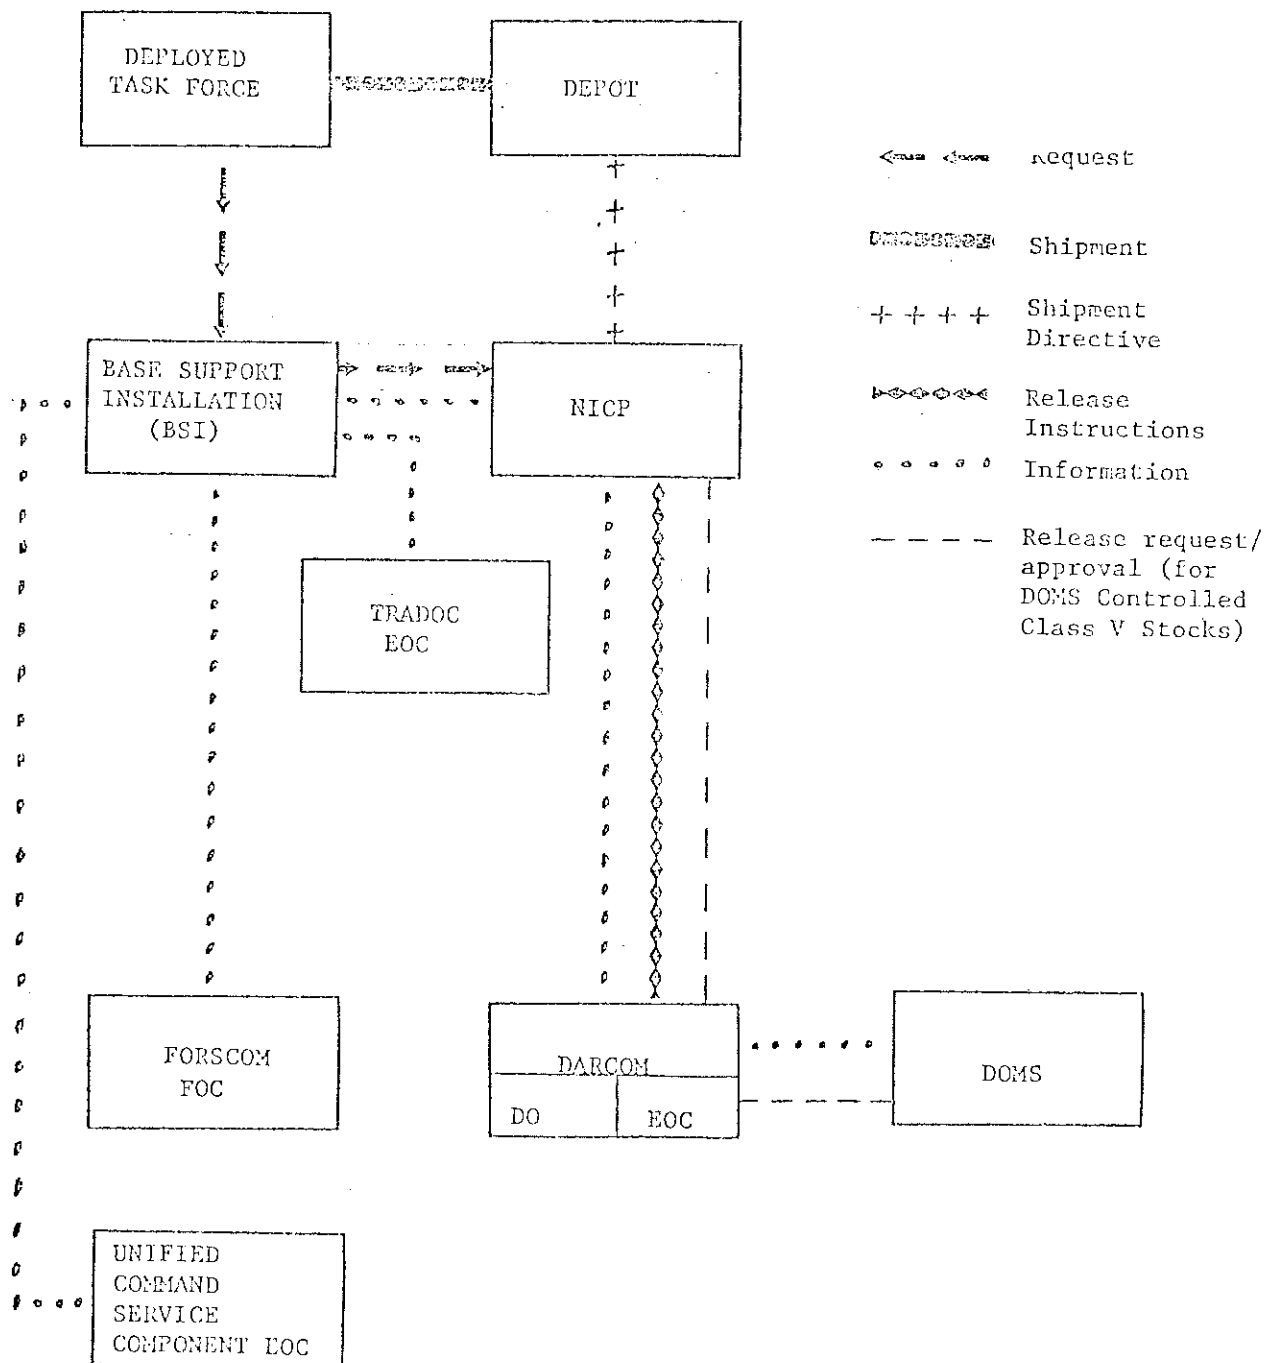 DEPLOYED
TASK FORCE
DEPOT
Request
Shipment
Shipment
Directive
Release
Instructions
Information
Release request/
approval (for
DOMS Controlled
Class V Stocks)
BASE SUPPORT
INSTALLATION
(BSI)
NICP
TRADOC
EOC
FORSCOM
FOC
DARCOM
DO
EOC
DOMS
UNIFIED
COMMAND
SERVICE
COMPONENT EOC